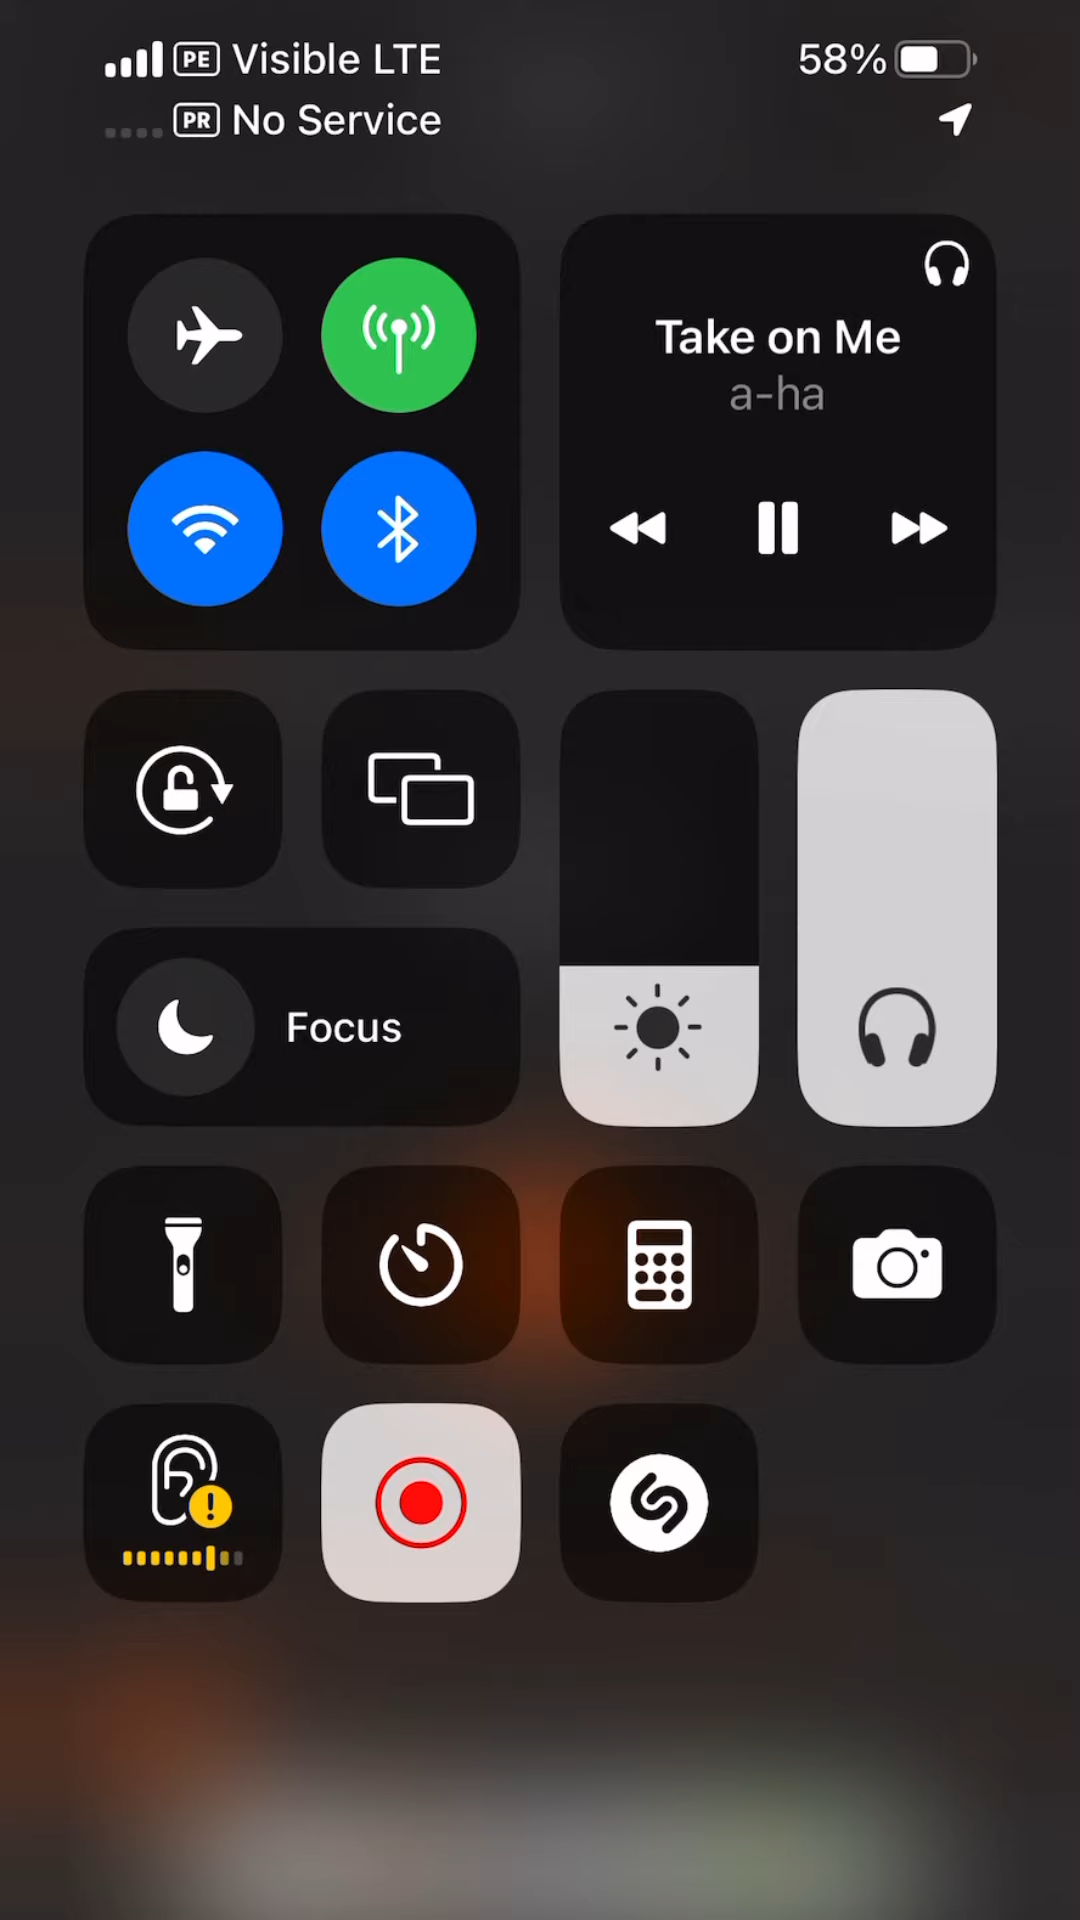 PE Visible LTE 58%
PR No Service
Take on Me
a-ha
Focus